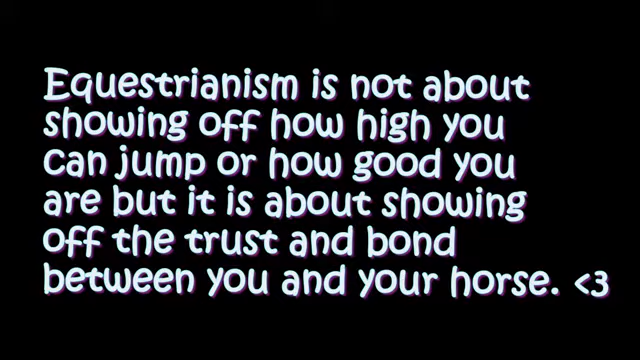 Equestrianism is not about
showing off how high you
can jump or how good you
are but it is about showing
off the trust and bond
between you and your horse. <3